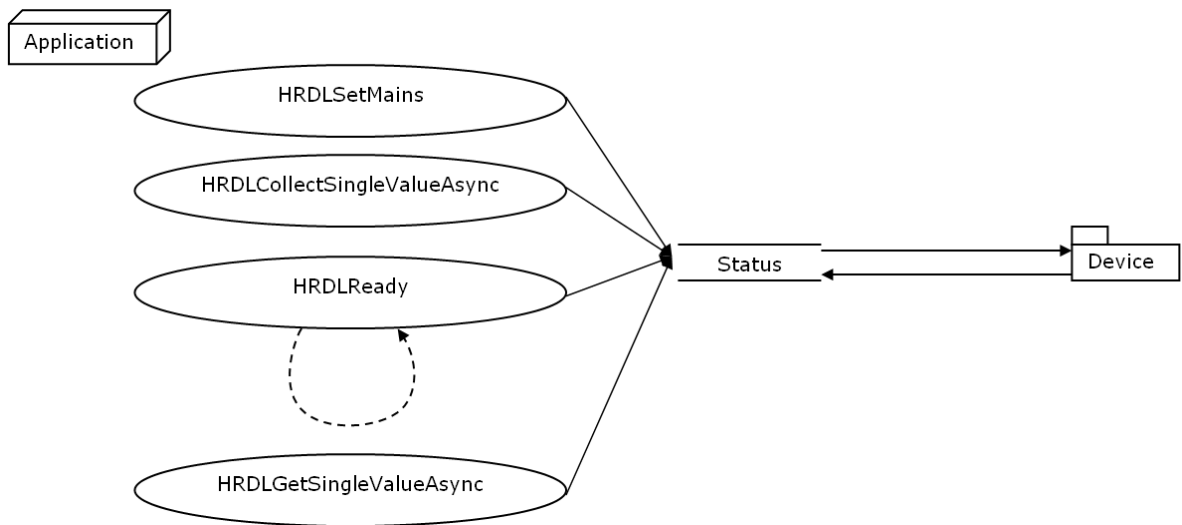 Application
HRDLSetMains
HRDLCollectSingleValueAsync
HRDLReady
Status
Device
HRDLGetSingleValueAsync